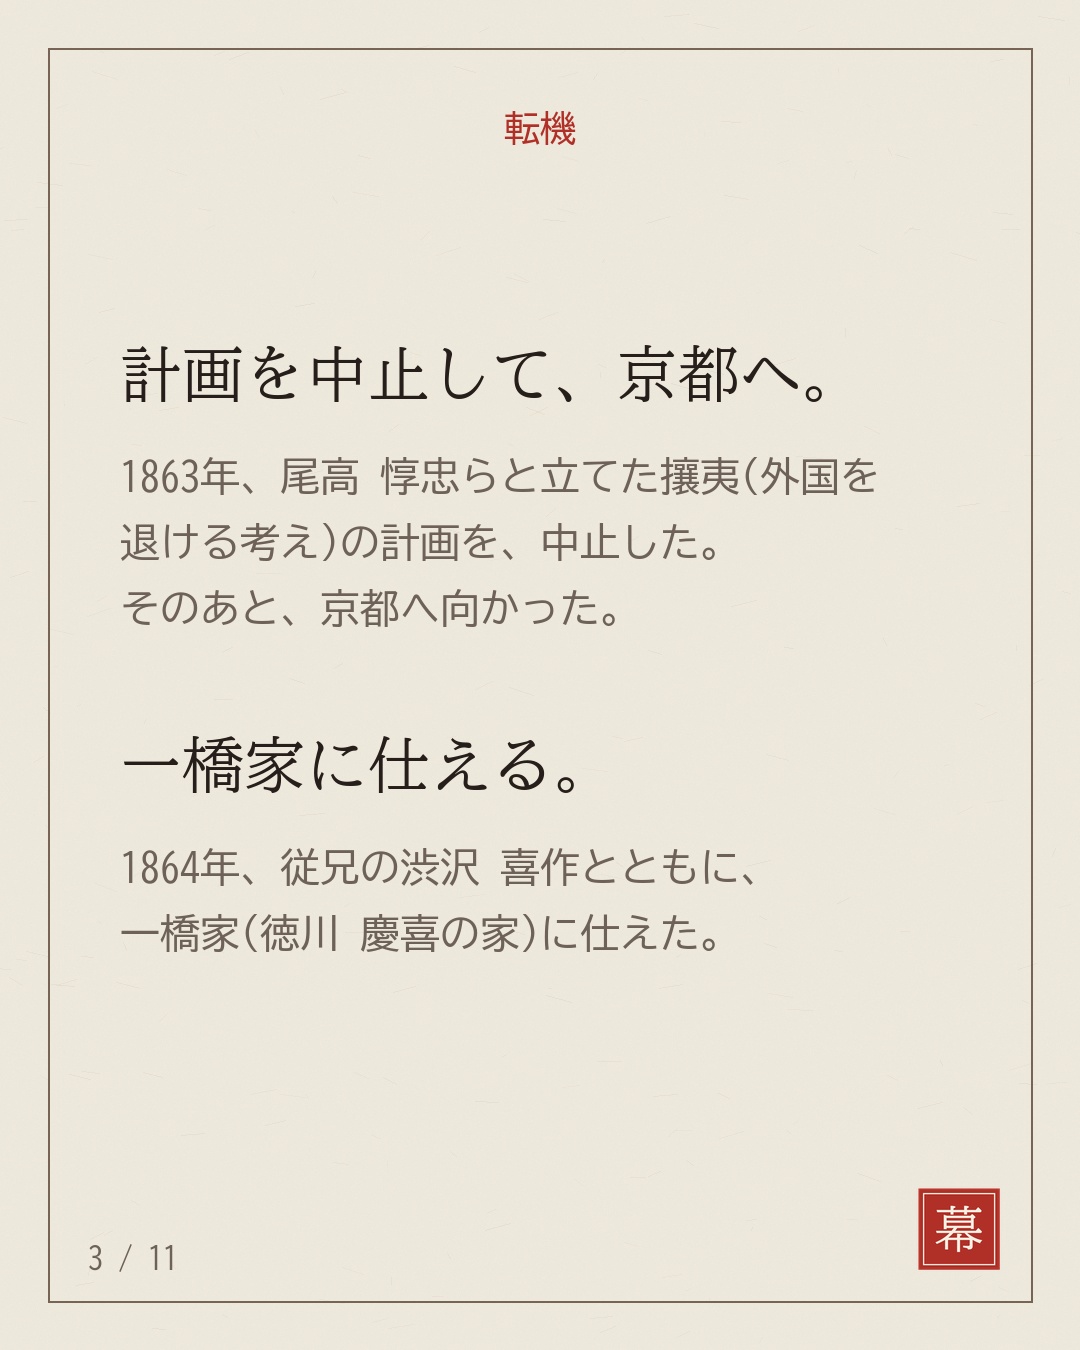 転機
計画を中止して、京都へ。
1863年、尾高 惇忠らと立てた攘夷(外国を
退ける考え)の計画を、中止した。
そのあと、京都へ向かった。
一橋家に仕える。
1864年、従兄の渋沢 喜作とともに、
一橋家(徳川 慶喜の家)に仕えた。
3 / 11
幕